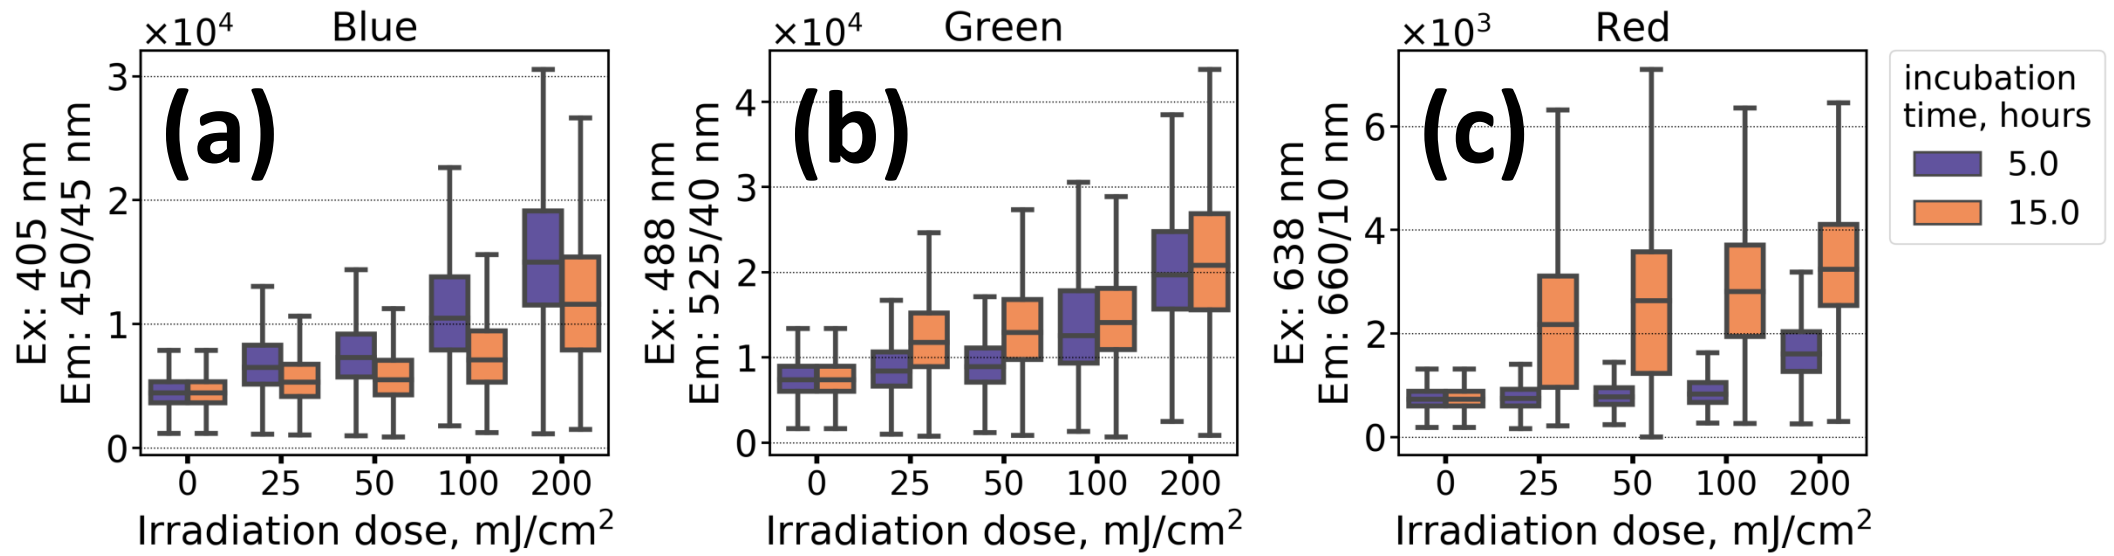 ×10⁴ Blue
(a)
Ex: 405 nm
Em: 450/45 nm
3
2
1
0
0 25 50 100 200
Irradiation dose, mJ/cm²
×10⁴ Green
(b)
Ex: 488 nm
Em: 525/40 nm
4
3
2
1
0
0 25 50 100 200
Irradiation dose, mJ/cm²
×10³ Red
(c)
Ex: 638 nm
Em: 660/10 nm
6
4
2
0
0 25 50 100 200
Irradiation dose, mJ/cm²
incubation
time, hours
5.0
15.0